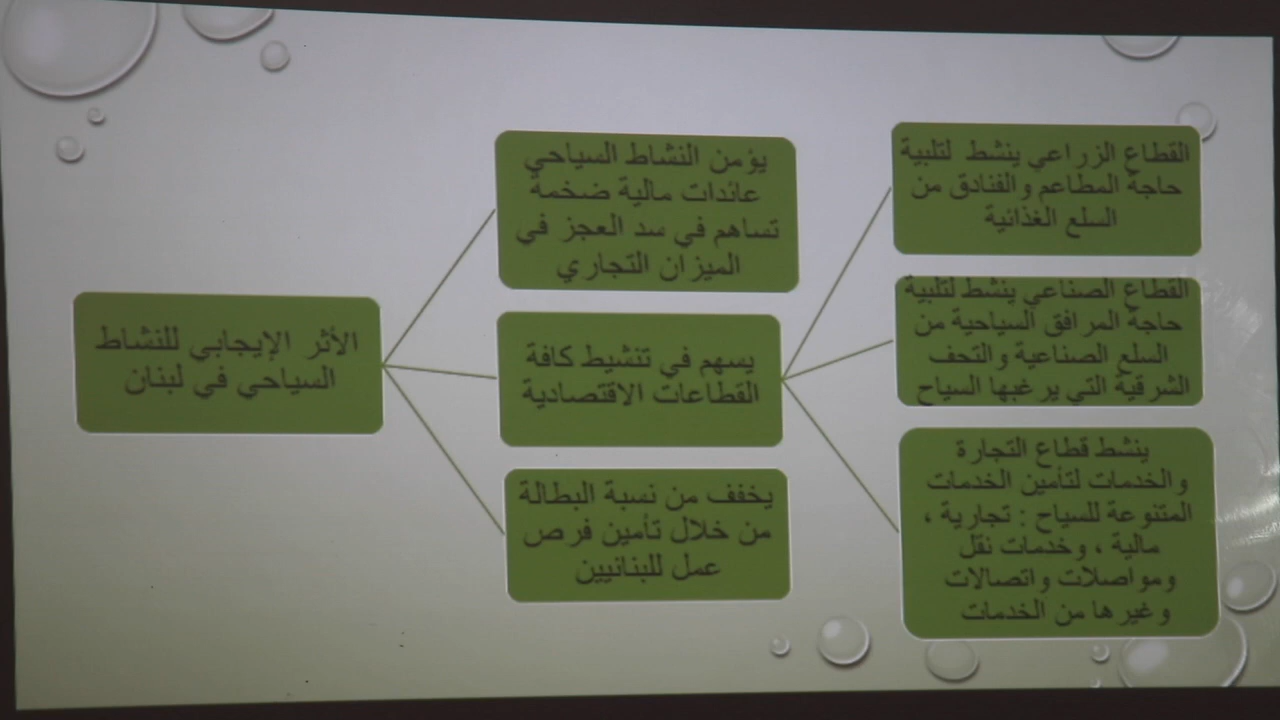 الأثر الإيجابي للنشاط
السياحي في لبنان
يؤمن النشاط السياحي
عائدات مالية ضخمة
تساهم في سد العجز في
الميزان التجاري
يسهم في تنشيط كافة
القطاعات الاقتصادية
يخفف من نسبة البطالة
من خلال تأمين فرص
عمل للبنانيين
القطاع الزراعي ينشط لتلبية
حاجة المطاعم والفنادق من
السلع الغذائية
القطاع الصناعي ينشط لتلبية
حاجة المرافق السياحية من
السلع الصناعية والتحف
الشرقية التي يرغبها السياح
ينشط قطاع التجارة
والخدمات لتأمين الخدمات
المتنوعة للسياح : تجارية ،
مالية ، وخدمات نقل
ومواصلات واتصالات
وغيرها من الخدمات